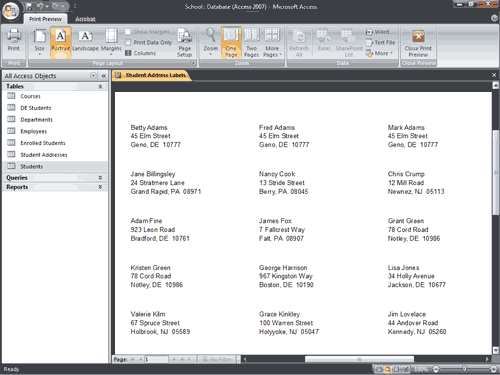 School : Database (Access 2007) - Microsoft Access
Print Preview
Acrobat
Print
Size
Portrait
Landscape
Margins
Show Margins
Print Data Only
Columns
Page Setup
Zoom
One Page
Two Pages
More Pages
Refresh All
Excel
SharePoint List
Word
Text File
More
Close Print Preview
Print
Page Layout
Zoom
Data
Close Preview
All Access Objects
Student Address Labels
Tables
Courses
DE Students
Departments
Employees
Enrolled Students
Student Addresses
Students
Queries
Reports
Betty Adams
45 Elm Street
Geno, DE 10777
Fred Adams
45 Elm Street
Geno, DE 10777
Mark Adams
45 Elm Street
Geno, DE 10777
Jane Billingsley
24 Stratmere Lane
Grand Rapid, PA 08971
Nancy Cook
13 Stride Street
Berry, PA 08045
Chris Crump
12 Mill Road
Newnez, NJ 05113
Adam Fine
923 Leon Road
Bradford, DE 10761
James Fox
7 Fallcrest Way
Falt, PA 08907
Grant Green
78 Cord Road
Notley, DE 10986
Kristen Green
78 Cord Road
Notley, DE 10986
George Harrison
967 Kingston Way
Boston, DE 10190
Lisa Jones
34 Holly Avenue
Jackson, DE 10677
Valerie Kilm
67 Spruce Street
Holbrook, NJ 05589
Grace Kinkley
100 Warren Street
Holyyoke, NJ 05047
Jim Lovelace
44 Andover Road
Kennedy, NJ 05260
Page: 1
No Filter
Ready
100%